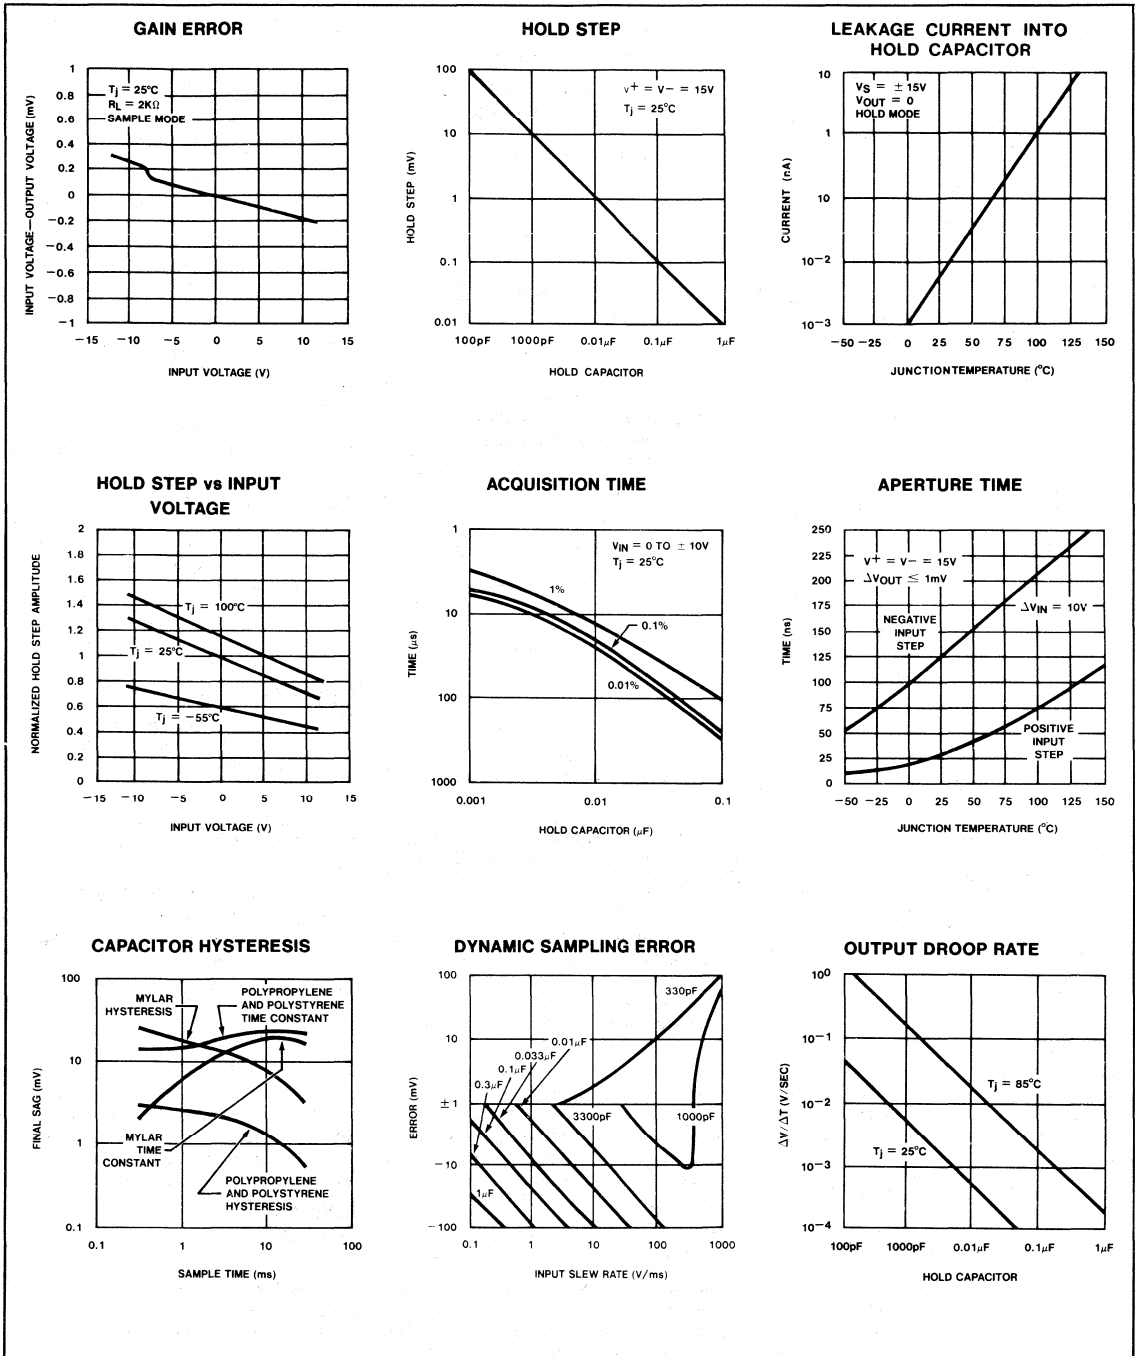 GAIN ERROR
1
0.8
0.6
0.4
0.2
0
−0.2
−0.4
−0.6
−0.8
−1
−15
−10
−5
0
5
10
15
Tj = 25°C
RL = 2KΩ
SAMPLE MODE
INPUT VOLTAGE—OUTPUT VOLTAGE (mV)
INPUT VOLTAGE (V)
HOLD STEP
100
10
1
0.1
0.01
100pF
1000pF
0.01µF
0.1µF
1µF
V+ = V− = 15V
Tj = 25°C
HOLD STEP (mV)
HOLD CAPACITOR
LEAKAGE CURRENT INTO
HOLD CAPACITOR
10
1
10
10−2
10−3
−50
−25
0
25
50
75
100
125
150
VS = ± 15V
VOUT = 0
HOLD MODE
CURRENT (nA)
JUNCTION TEMPERATURE (°C)
HOLD STEP vs INPUT
VOLTAGE
2
1.8
1.6
1.4
1.2
1
0.8
0.6
0.4
0.2
0
−15
−10
−5
0
5
10
15
Tj = 100°C
Tj = 25°C
Tj = −55°C
NORMALIZED HOLD STEP AMPLITUDE
INPUT VOLTAGE (V)
ACQUISITION TIME
1
10
100
1000
0.001
0.01
0.1
VIN = 0 TO ± 10V
Tj = 25°C
1%
0.1%
0.01%
TIME (µs)
HOLD CAPACITOR (µF)
APERTURE TIME
250
225
200
175
150
125
100
75
50
25
0
−50
−25
0
25
50
75
100
125
150
V+ = V− = 15V
ΔVOUT ≤ 1mV
ΔVIN = 10V
NEGATIVE
INPUT
STEP
POSITIVE
INPUT
STEP
TIME (ns)
JUNCTION TEMPERATURE (°C)
CAPACITOR HYSTERESIS
100
10
1
0.1
0.1
1
10
100
MYLAR
HYSTERESIS
POLYPROPYLENE
AND POLYSTYRENE
TIME CONSTANT
MYLAR
TIME
CONSTANT
POLYPROPYLENE
AND POLYSTYRENE
HYSTERESIS
FINAL SAG (mV)
SAMPLE TIME (ms)
DYNAMIC SAMPLING ERROR
100
10
± 1
−10
−100
0.1
1
10
100
1000
330pF
0.01µF
0.033µF
0.1µF
0.3µF
1µF
3300pF
1000pF
ERROR (mV)
INPUT SLEW RATE (V/ms)
OUTPUT DROOP RATE
10⁰
10−1
10−2
10−3
10−4
100pF
1000pF
0.01µF
0.1µF
1µF
Tj = 85°C
Tj = 25°C
ΔV/ΔT (V/SEC)
HOLD CAPACITOR